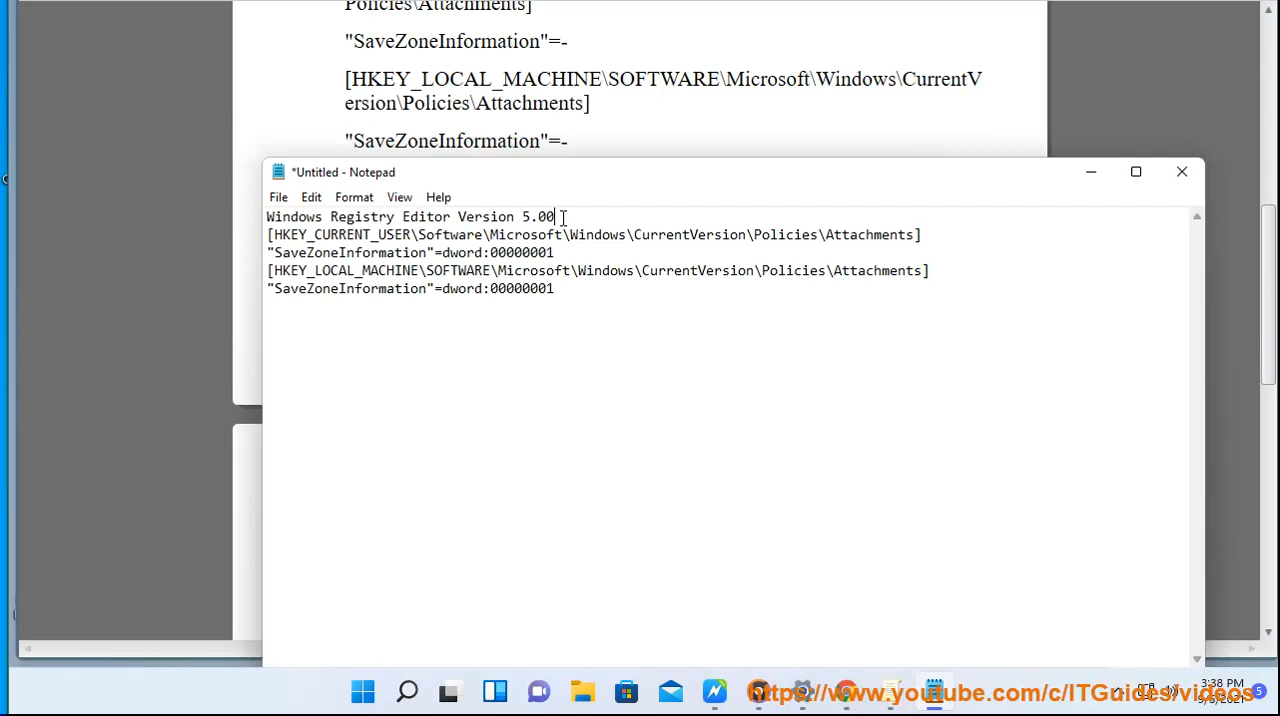 Policies\Attachments]
"SaveZoneInformation"=-
[HKEY_LOCAL_MACHINE\SOFTWARE\Microsoft\Windows\CurrentV
ersion\Policies\Attachments]
"SaveZoneInformation"=-
*Untitled - Notepad
File Edit Format View Help
Windows Registry Editor Version 5.00
[HKEY_CURRENT_USER\Software\Microsoft\Windows\CurrentVersion\Policies\Attachments]
"SaveZoneInformation"=dword:00000001
[HKEY_LOCAL_MACHINE\SOFTWARE\Microsoft\Windows\CurrentVersion\Policies\Attachments]
"SaveZoneInformation"=dword:00000001
3:38 PM
https://www.youtube.com/c/ITGuides/videos
5